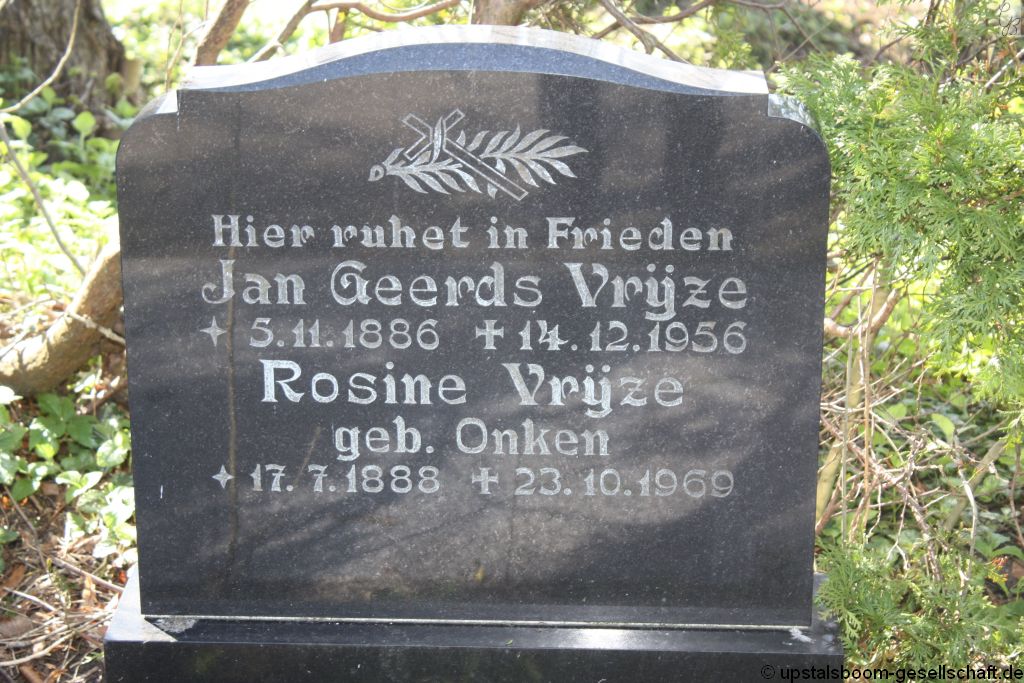 Hier ruhet in Frieden
Jan Geerds Vrÿze
✦ 5.11.1886 ✝ 14.12.1956
Rosine Vrÿze
geb. Onken
✦ 17.7.1888 ✝ 23.10.1969
© upstalsboom-gesellschaft.de